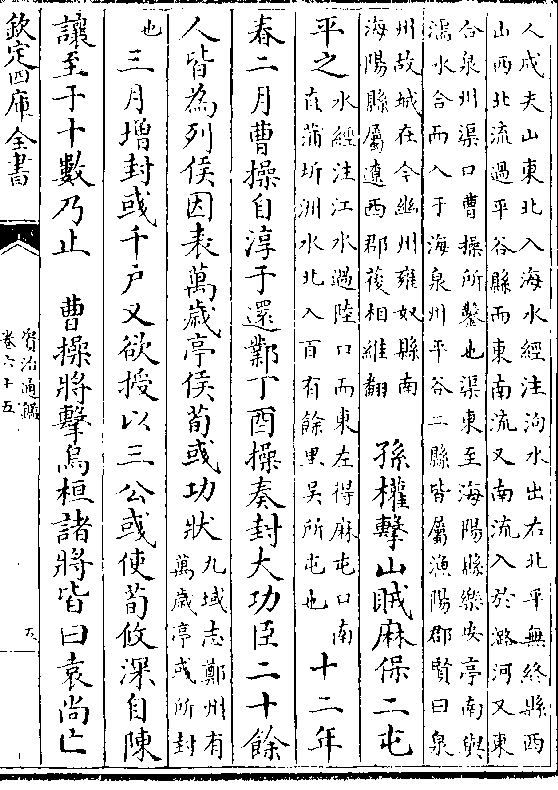 人成夫山東北入海水經注泃水出右北平無終縣西
山西北流過平谷縣而東南流又南流入於潞河又東
合泉州渠口曹操所鑿也渠東至海陽縣樂安亭南與
濡水合而入于海泉州平谷二縣皆屬漁陽郡賢曰泉
州故城在今幽州雍奴縣南
海陽縣屬遼西郡複相維翻
孫權擊山賊麻保二屯
平之
水經注江水過陸口而東左得麻屯口南
直蒲圻洲水北入百有餘里吳所屯也
十二年
春二月曹操自淳于還鄴丁酉操奏封大功臣二十餘
人皆為列侯因表萬歲亭侯荀彧功狀
九域志鄭州有
萬歲亭彧所封
也
三月增封彧千戶又欲授以三公彧使荀攸深自陳
讓至于十數乃止　曹操將擊烏桓諸將皆曰袁尚亡
欽定四庫全書
資治通鑑
卷六十五